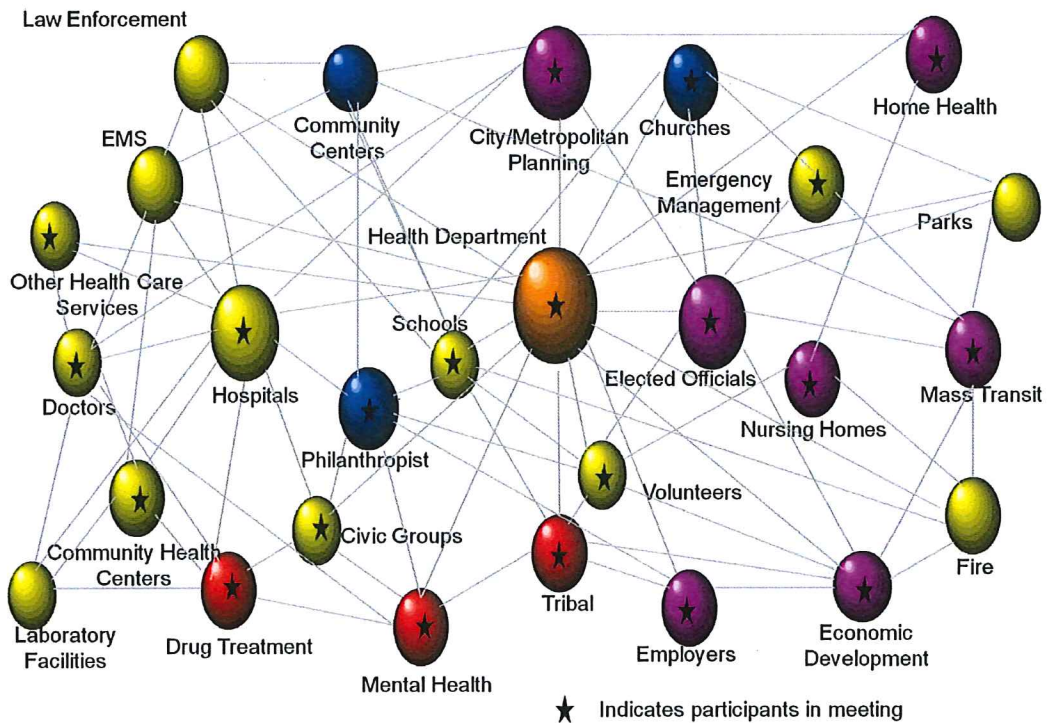 Law Enforcement
Community
Centers
City/Metropolitan
Planning
Churches
Home Health
EMS
Emergency
Management
Parks
Other Health Care
Services
Health Department
Doctors
Hospitals
Schools
Elected Officials
Nursing Homes
Mass Transit
Philanthropist
Volunteers
Community Health
Centers
Civic Groups
Fire
Laboratory
Facilities
Drug Treatment
Mental Health
Tribal
Employers
Economic
Development
Indicates participants in meeting